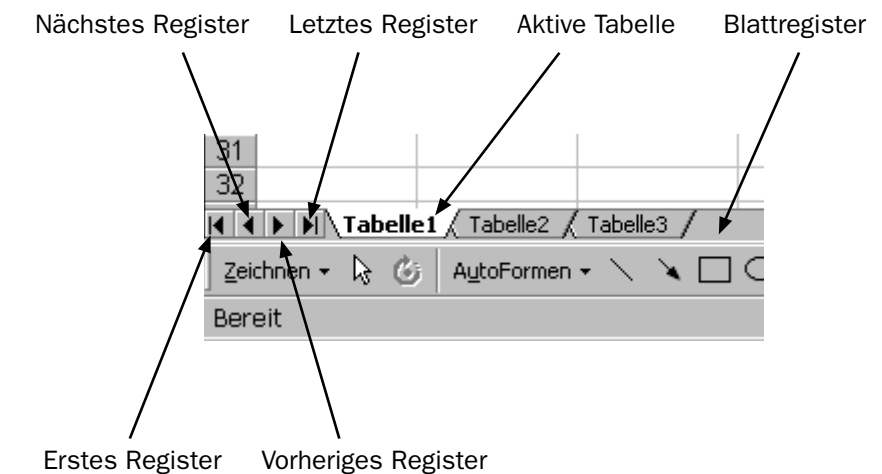 Nächstes Register Letztes Register Aktive Tabelle Blattregister
31
32
Tabelle1 Tabelle2 Tabelle3
Zeichnen AutoFormen
Bereit
Erstes Register Vorheriges Register